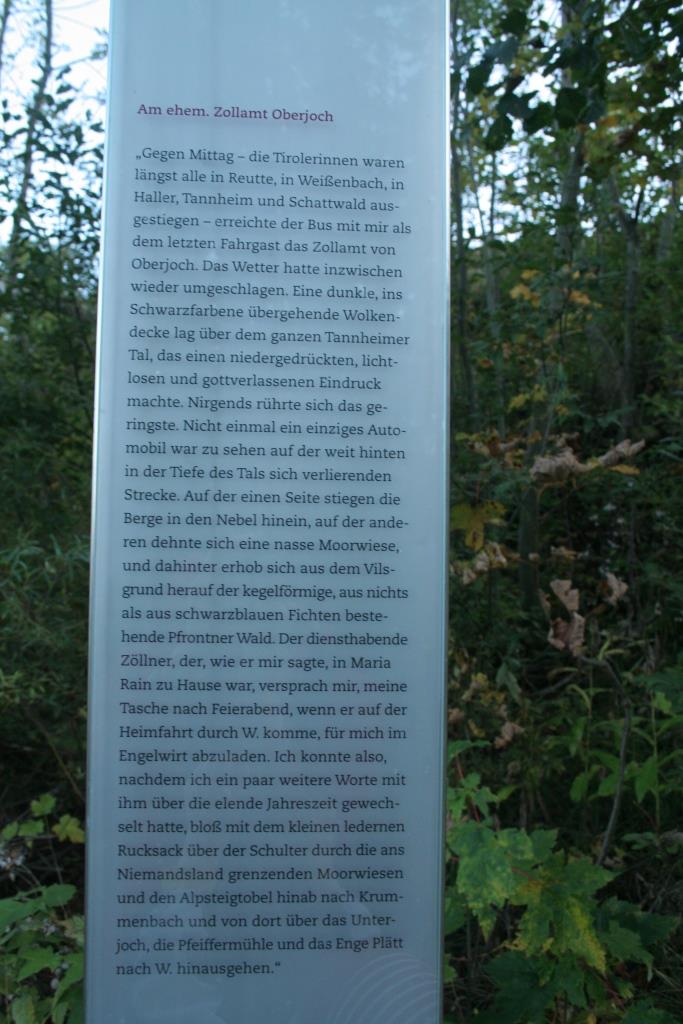 Am ehem. Zollamt Oberjoch
„Gegen Mittag – die Tirolerinnen waren
längst alle in Reutte, in Weißenbach, in
Haller, Tannheim und Schattwald aus-
gestiegen – erreichte der Bus mit mir als
dem letzten Fahrgast das Zollamt von
Oberjoch. Das Wetter hatte inzwischen
wieder umgeschlagen. Eine dunkle, ins
Schwarzfarbene übergehende Wolken-
decke lag über dem ganzen Tannheimer
Tal, das einen niedergedrückten, licht-
losen und gottverlassenen Eindruck
machte. Nirgends rührte sich das ge-
ringste. Nicht einmal ein einziges Auto-
mobil war zu sehen auf der weit hinten
in der Tiefe des Tals sich verlierenden
Strecke. Auf der einen Seite stiegen die
Berge in den Nebel hinein, auf der ande-
ren dehnte sich eine nasse Moorwiese,
und dahinter erhob sich aus dem Vils-
grund herauf der kegelförmige, aus nichts
als aus schwarzblauen Fichten beste-
hende Pfrontner Wald. Der diensthabende
Zöllner, der, wie er mir sagte, in Maria
Rain zu Hause war, versprach mir, meine
Tasche nach Feierabend, wenn er auf der
Heimfahrt durch W. komme, für mich im
Engelwirt abzuladen. Ich konnte also,
nachdem ich ein paar weitere Worte mit
ihm über die elende Jahreszeit gewech-
selt hatte, bloß mit dem kleinen ledernen
Rucksack über der Schulter durch die ans
Niemandsland grenzenden Moorwiesen
und den Alpsteigtobel hinab nach Krum-
menbach und von dort über das Unter-
joch, die Pfeiffermühle und das Enge Plätt
nach W. hinausgehen.“